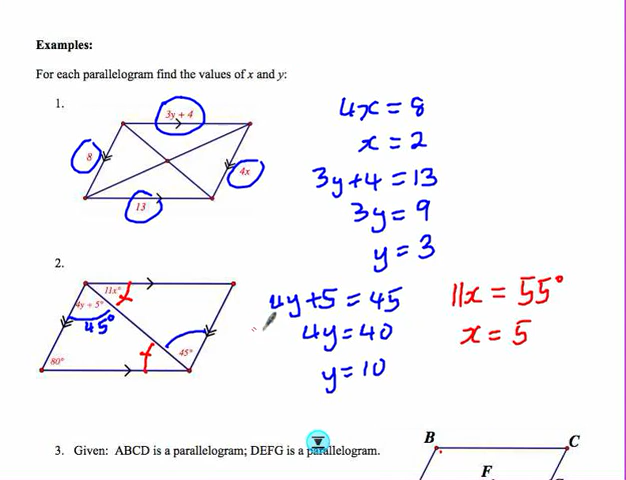 Examples:
For each parallelogram find the values of x and y:
1.
3y + 4
8
4x
13
4x = 8
x = 2
3y+4 = 13
3y = 9
y = 3
2.
11x°
4y + 5°
45°
80°
45°
4y+5 = 45
4y = 40
y = 10
11x = 55°
x = 5
3. Given: ABCD is a parallelogram; DEFG is a parallelogram.
B
C
F